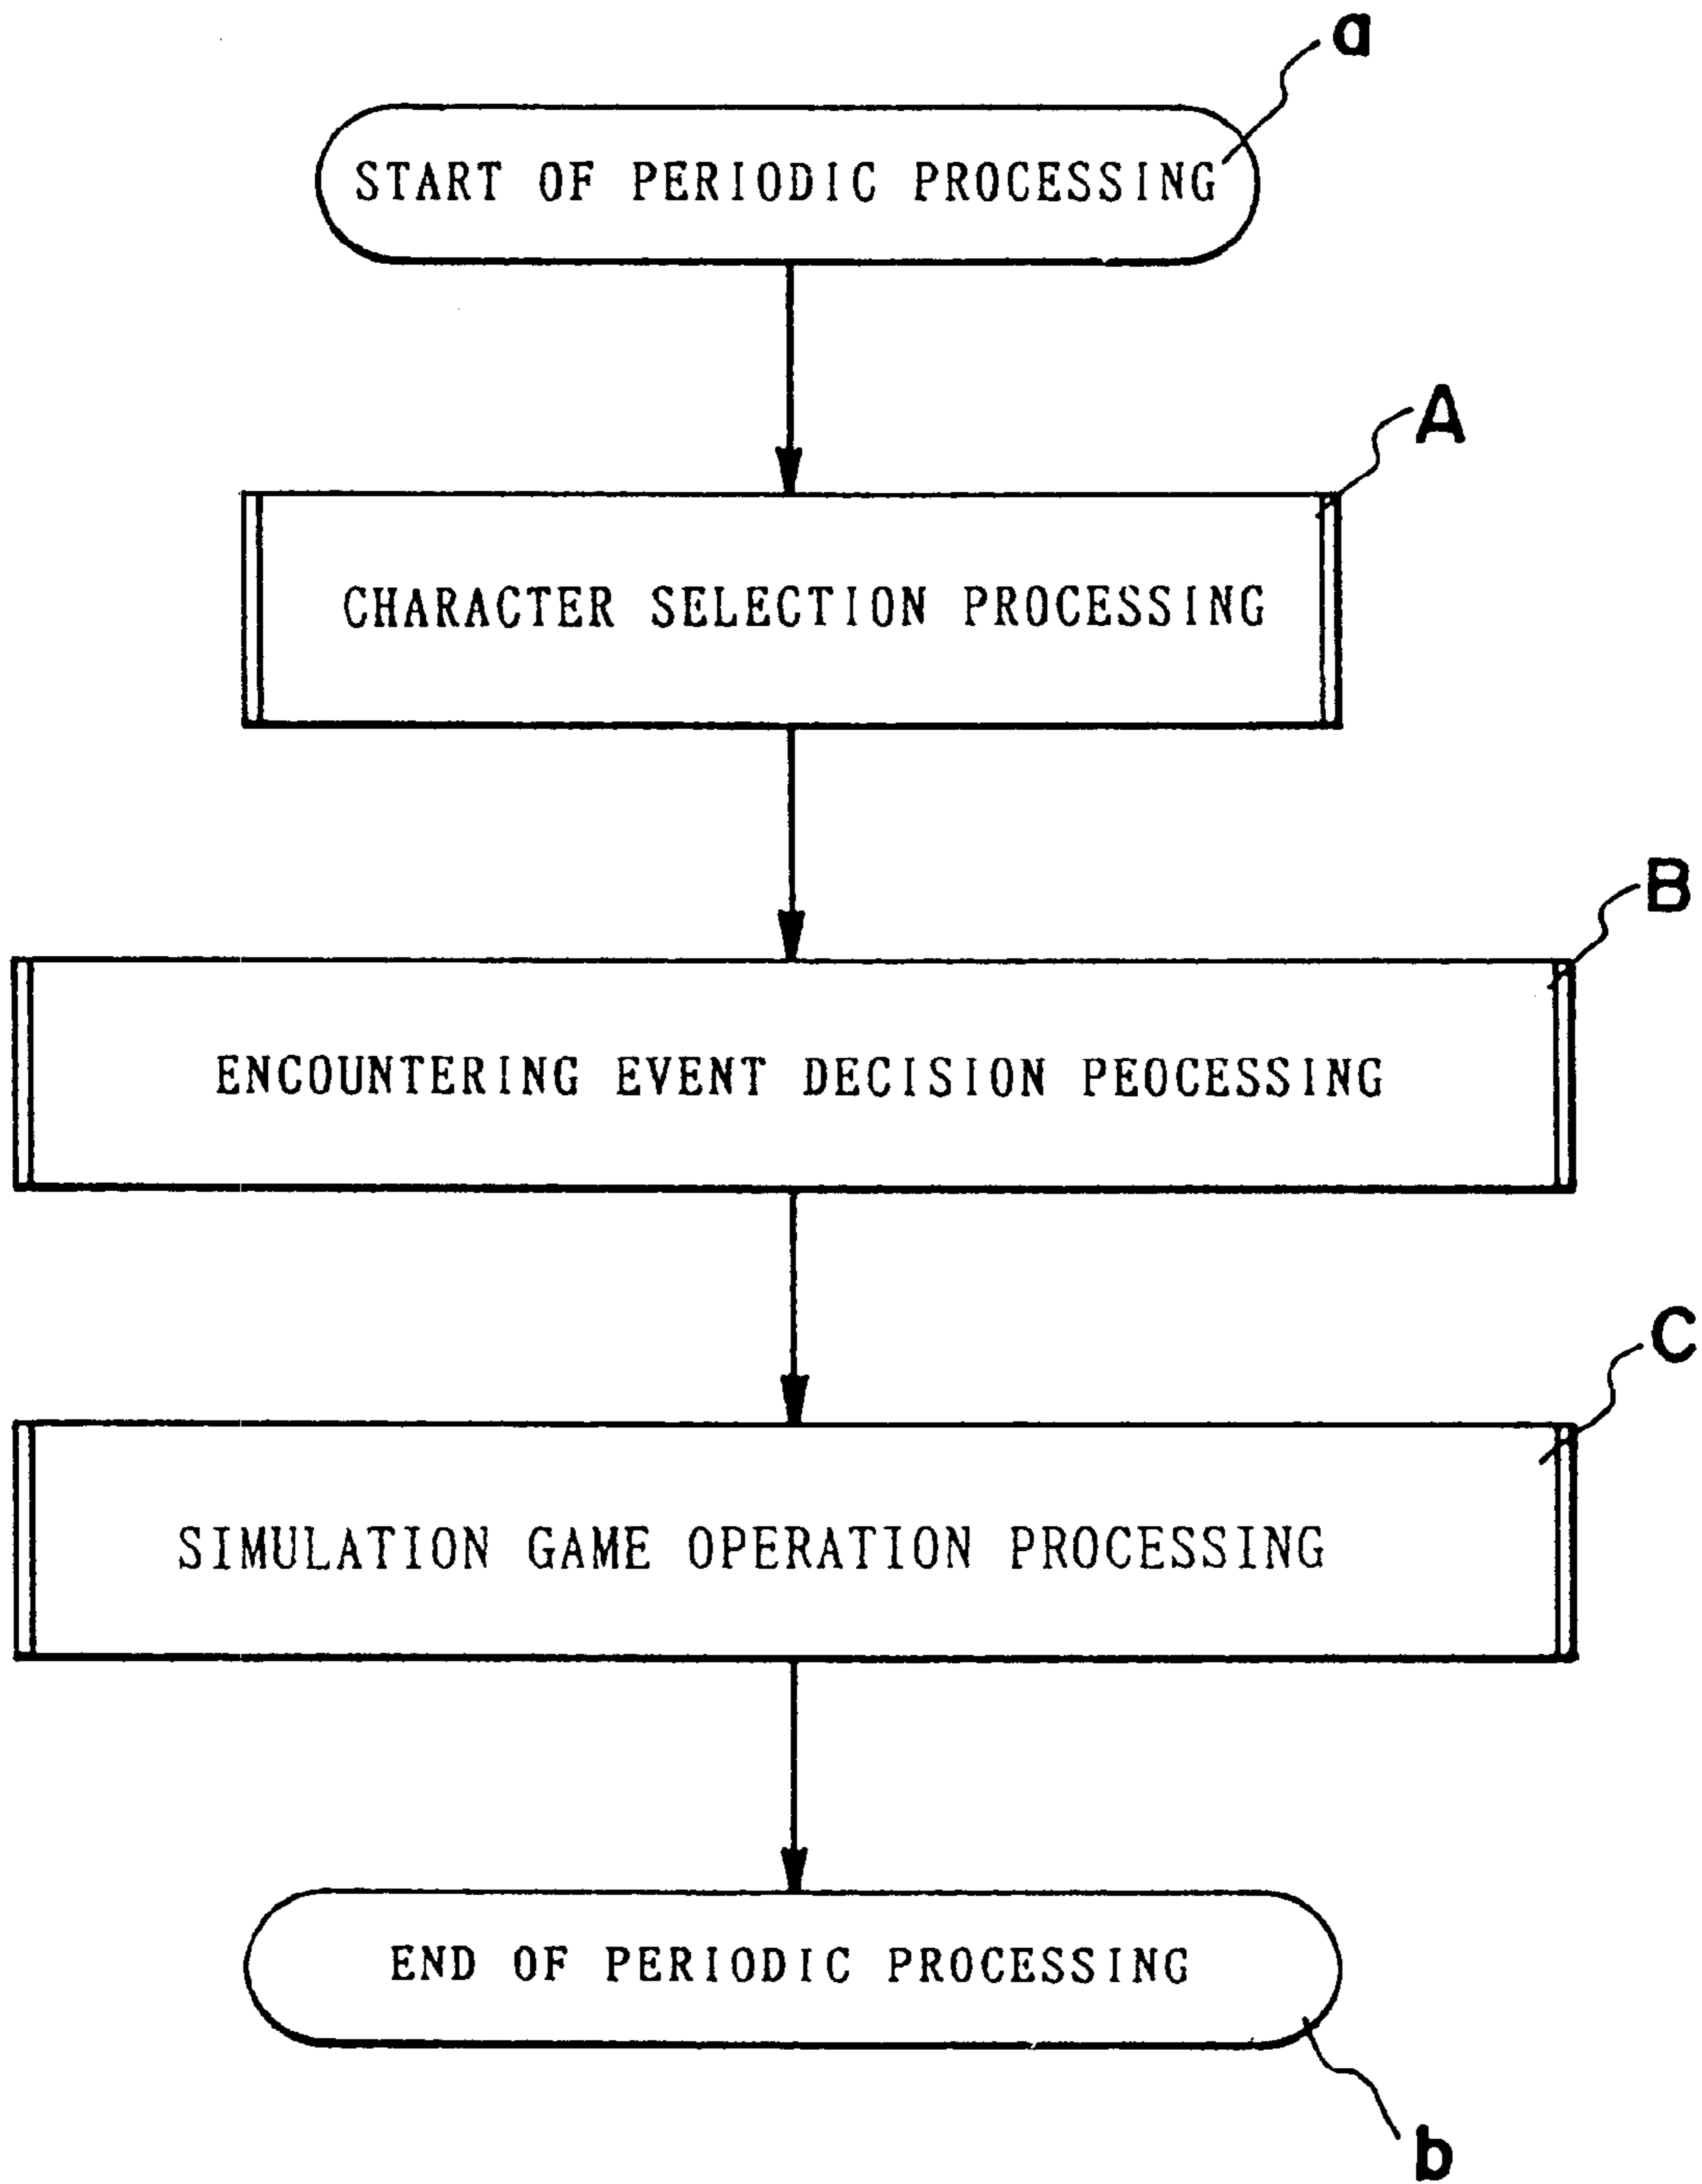 a
START OF PERIODIC PROCESSING
A
CHARACTER SELECTION PROCESSING
B
ENCOUNTERING EVENT DECISION PEOCESSING
C
SIMULATION GAME OPERATION PROCESSING
END OF PERIODIC PROCESSING
b